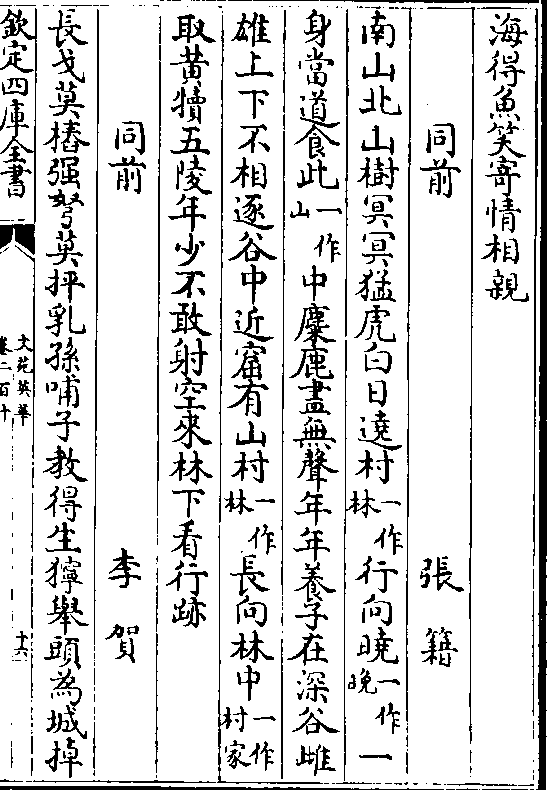 海得魚笑寄情相親
同前　張籍
南山北山樹冥冥猛虎白日遶村一作林行向曉一作晚一
身當道食此一作山中麋鹿盡無聲年年養子在深谷雌
雄上下不相逐谷中近窟有山村一作林長向林中一作村家
取黃犢五陵年少不敢射空來林下看行跡
同前　李賀
長戈莫樁强弩莫抨乳孫哺子教得生獰舉頭為城掉
欽定四庫全書
文苑英華
卷二百十
十六